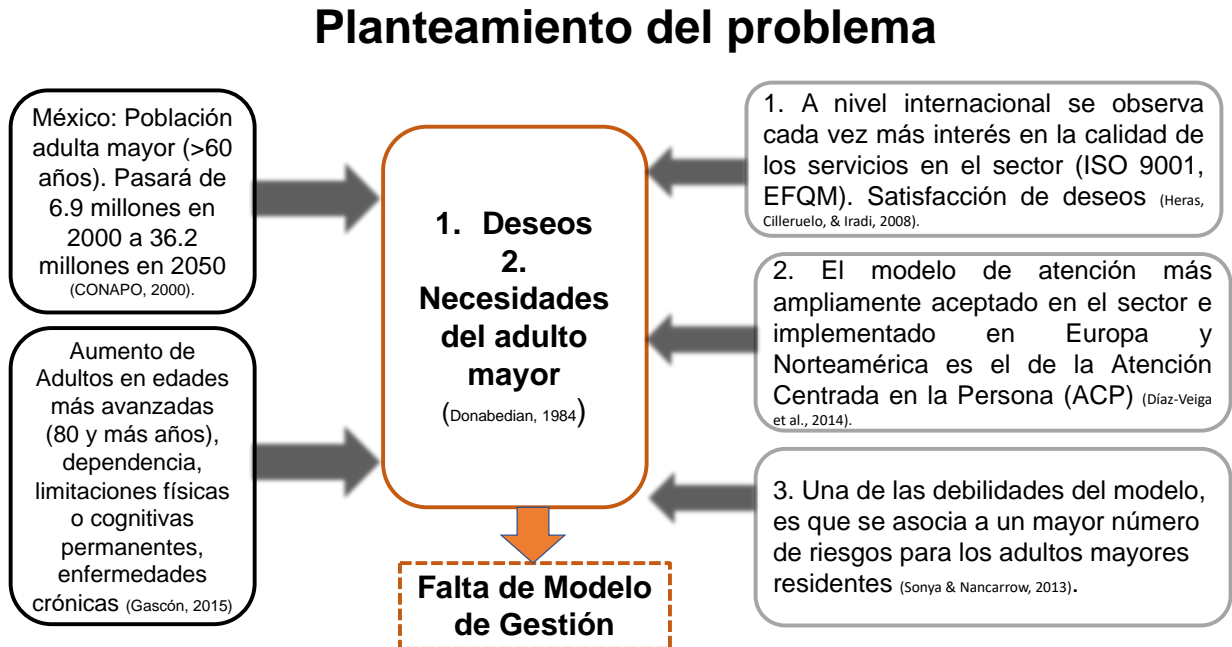 Planteamiento del problema
México: Población
adulta mayor (>60
años). Pasará de
6.9 millones en
2000 a 36.2
millones en 2050
(CONAPO, 2000).
Aumento de
Adultos en edades
más avanzadas
(80 y más años),
dependencia,
limitaciones físicas
o cognitivas
permanentes,
enfermedades
crónicas (Gascón, 2015)
1. Deseos
2.
Necesidades
del adulto
mayor
(Donabedian, 1984)
Falta de Modelo
de Gestión
1. A nivel internacional se observa
cada vez más interés en la calidad de
los servicios en el sector (ISO 9001,
EFQM). Satisfacción de deseos (Heras,
Cilleruelo, & Iradi, 2008).
2. El modelo de atención más
ampliamente aceptado en el sector e
implementado en Europa y
Norteamérica es el de la Atención
Centrada en la Persona (ACP) (Díaz-Veiga
et al., 2014).
3. Una de las debilidades del modelo,
es que se asocia a un mayor número
de riesgos para los adultos mayores
residentes (Sonya & Nancarrow, 2013).